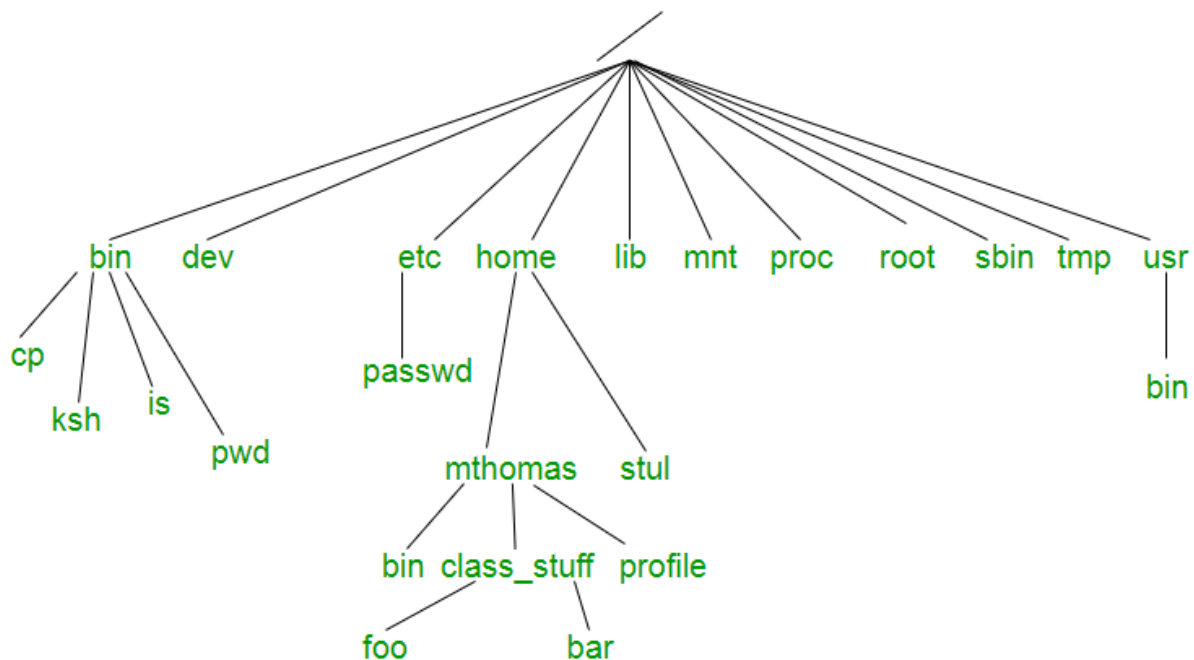 /
bin dev etc home lib mnt proc root sbin tmp usr
cp
passwd
bin
is
ksh
pwd
mthomas stul
bin class_stuff profile
foo bar